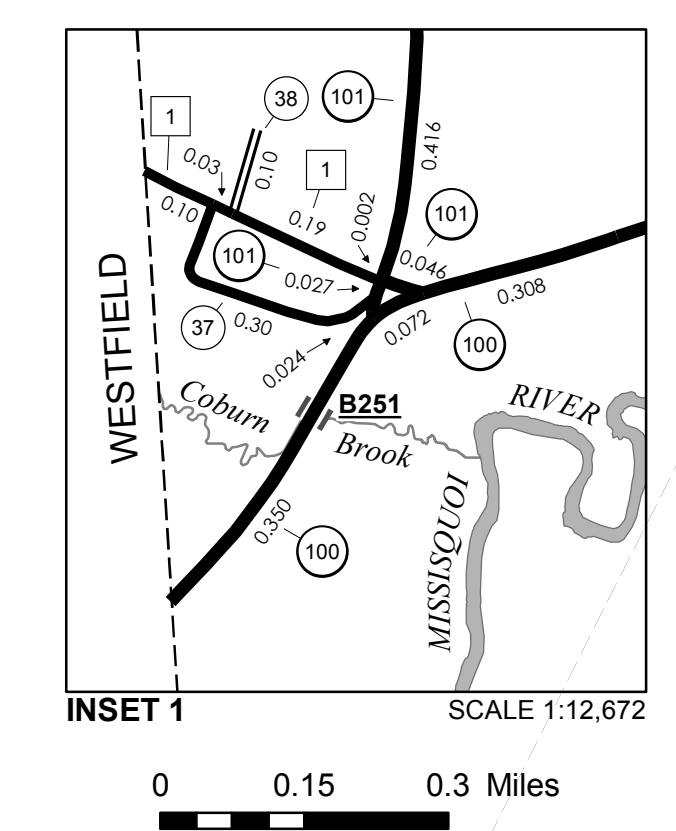 101
38
1
0.416
0.03
0.10
1
0.10
0.19
0.002
101
101
0.046
0.027
0.308
37
0.30
0.072
100
0.024
WESTFIELD
Coburn
B251
Brook
RIVER
MISSISQUOI
0.350
100
INSET 1
SCALE 1:12,672
0 0.15 0.3 Miles